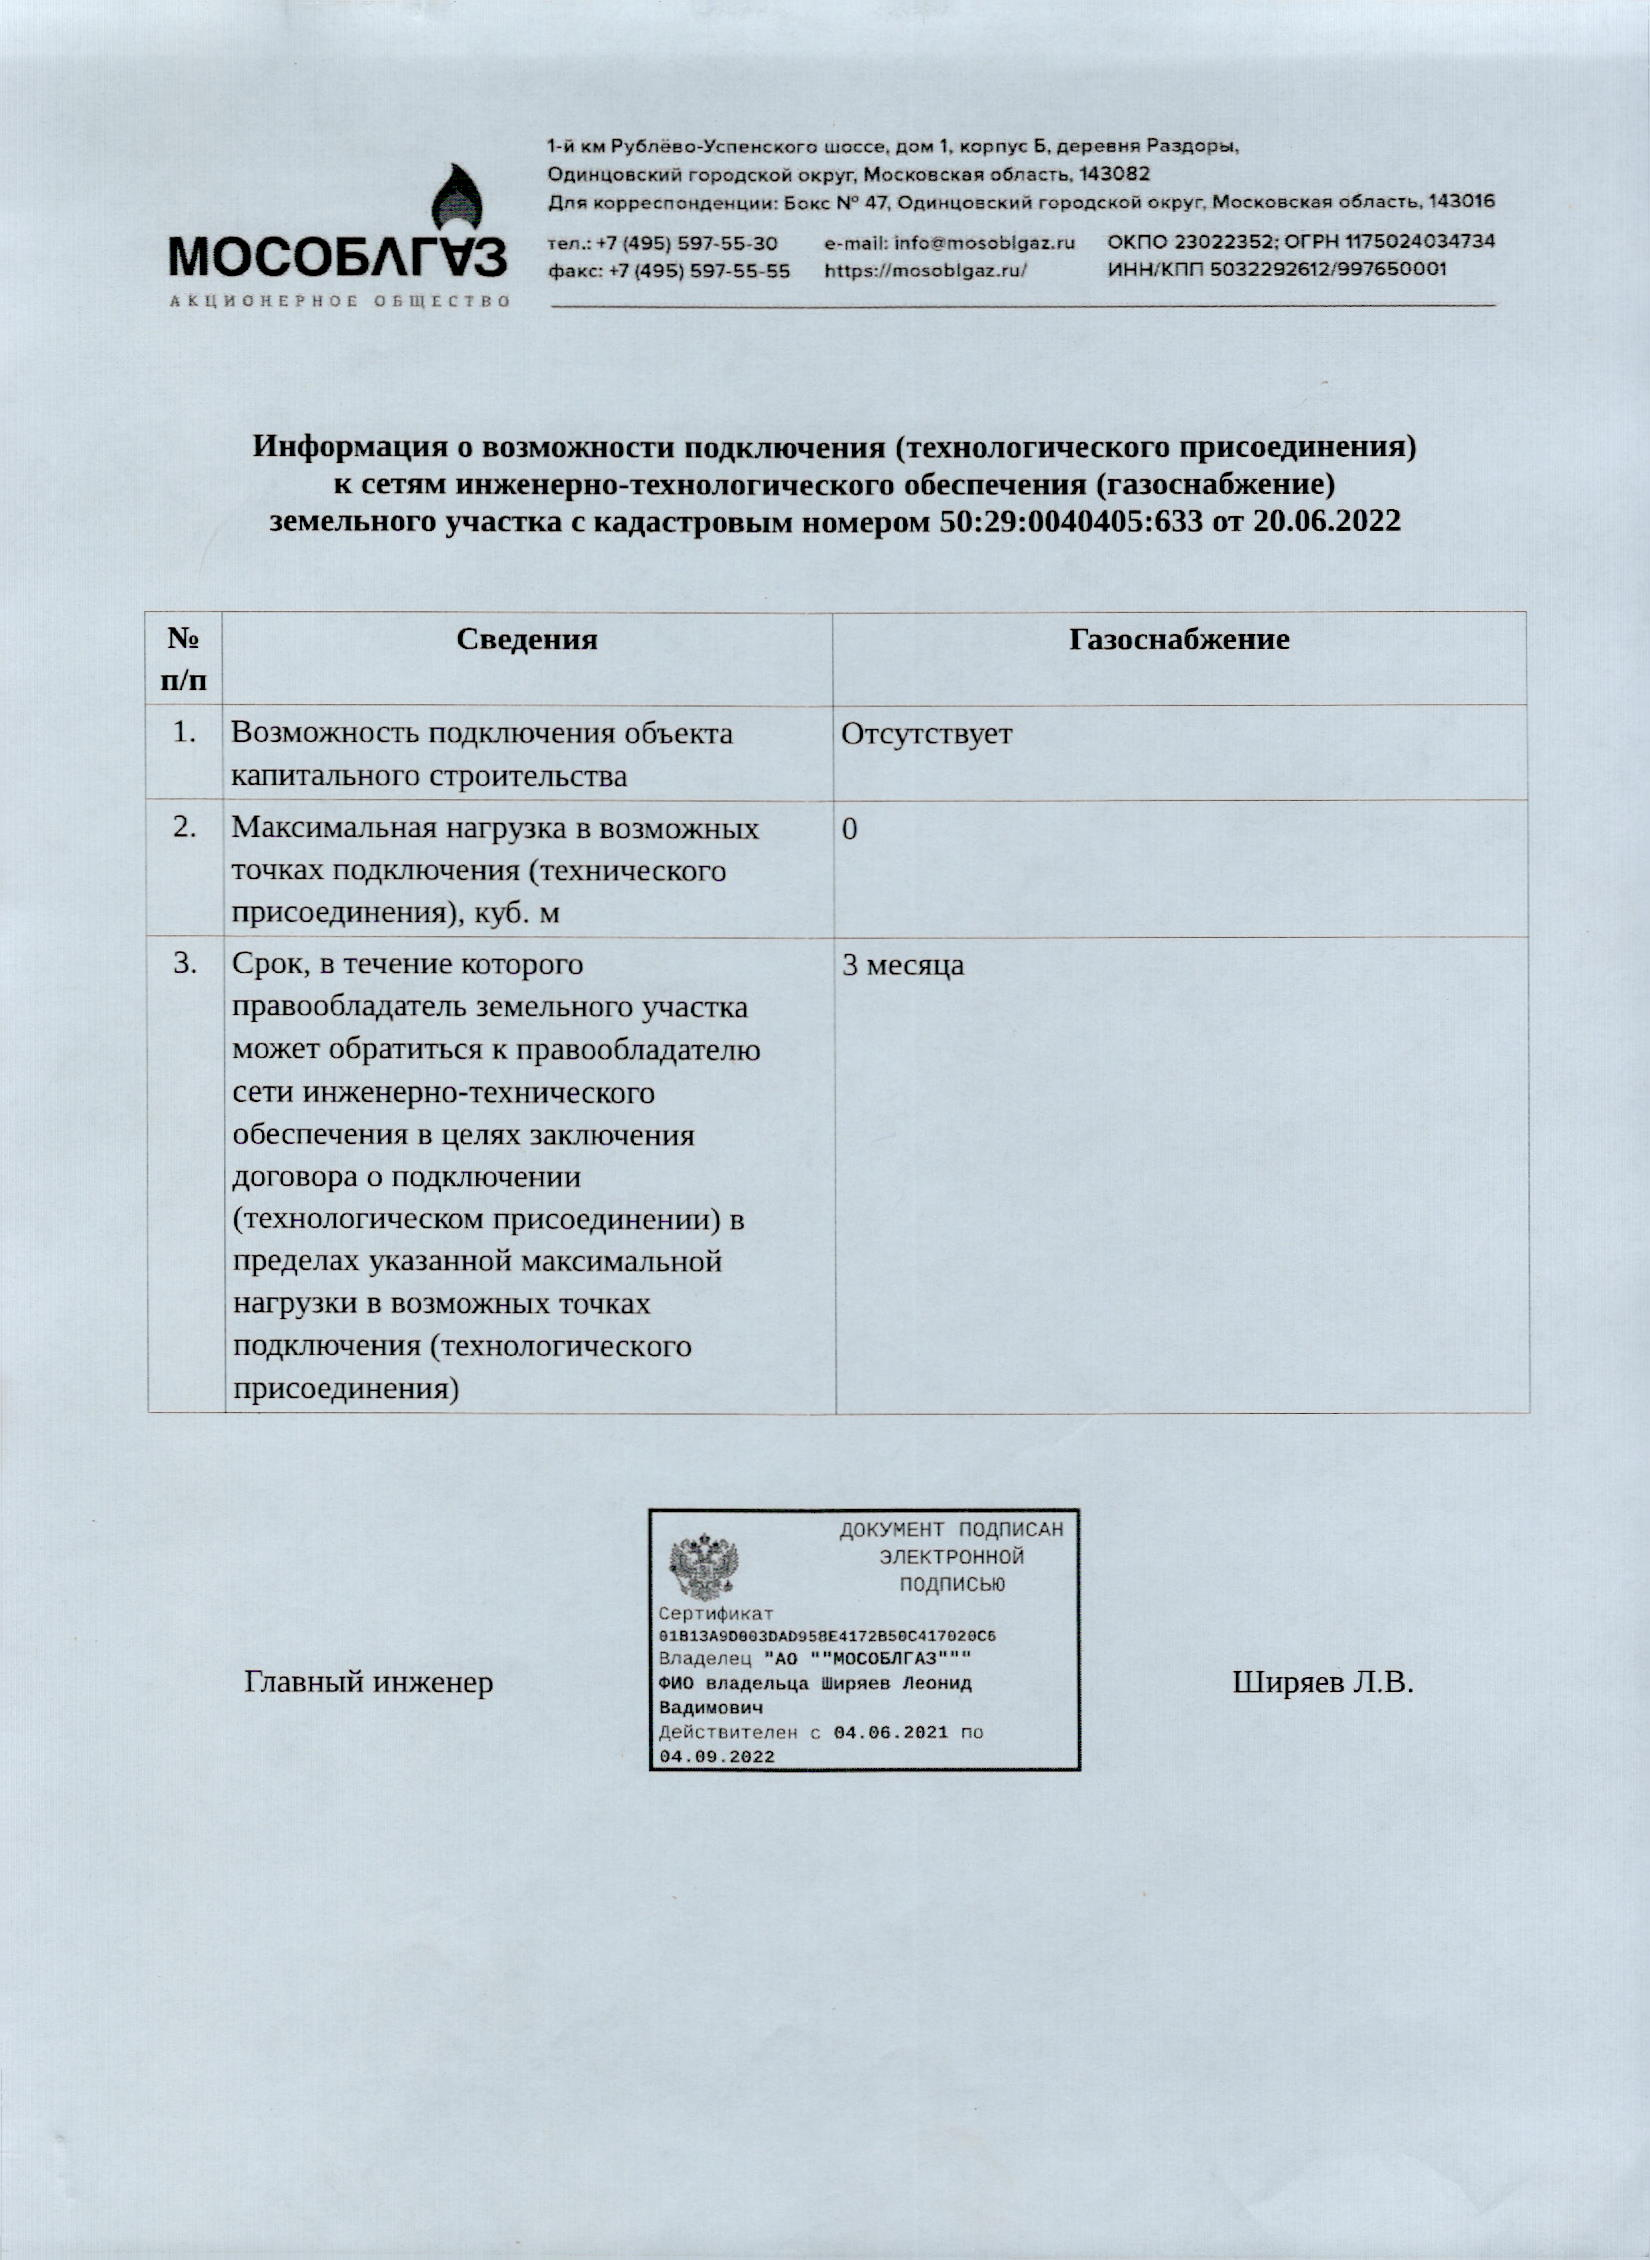 1-й км Рублёво-Успенского шоссе, дом 1, корпус Б, деревня Раздоры,
Одинцовский городской округ, Московская область, 143082
Для корреспонденции: Бокс № 47, Одинцовский городской округ, Московская область, 143016
МОСОБЛГАЗ
АКЦИОНЕРНОЕ ОБЩЕСТВО
тел.: +7 (495) 597-55-30 e-mail: info@mosoblgaz.ru ОКПО 23022352; ОГРН 1175024034734
факс: +7 (495) 597-55-55 https://mosoblgaz.ru/ ИНН/КПП 5032292612/997650001
Информация о возможности подключения (технологического присоединения)
к сетям инженерно-технологического обеспечения (газоснабжение)
земельного участка с кадастровым номером 50:29:0040405:633 от 20.06.2022
№ Сведения Газоснабжение
п/п
1. Возможность подключения объекта Отсутствует
капитального строительства
2. Максимальная нагрузка в возможных 0
точках подключения (технического
присоединения), куб. м
3. Срок, в течение которого 3 месяца
правообладатель земельного участка
может обратиться к правообладателю
сети инженерно-технического
обеспечения в целях заключения
договора о подключении
(технологическом присоединении) в
пределах указанной максимальной
нагрузки в возможных точках
подключения (технологического
присоединения)
ДОКУМЕНТ ПОДПИСАН
ЭЛЕКТРОННОЙ
ПОДПИСЬЮ
Сертификат
01B13A9D003DAD958E4172B50C417020C6
Владелец "АО ""МОСОБЛГАЗ"""
ФИО владельца Ширяев Леонид
Вадимович
Действителен с 04.06.2021 по
04.09.2022
Главный инженер
Ширяев Л.В.